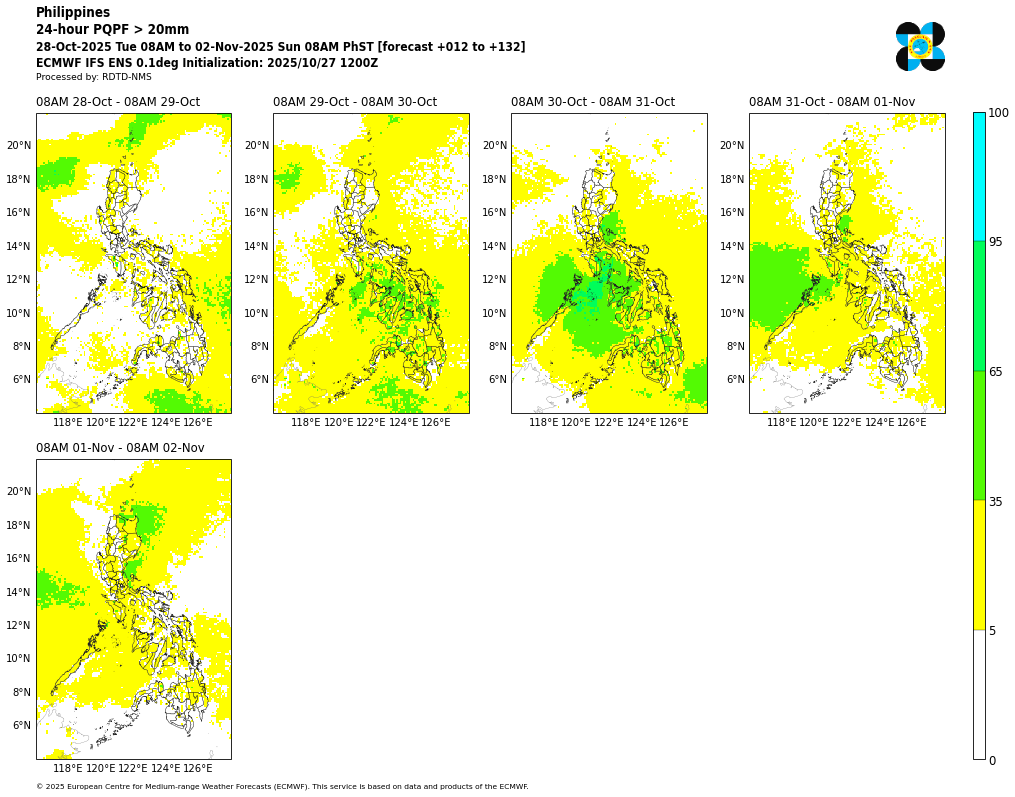 Philippines
24-hour PQPF > 20mm
28-Oct-2025 Tue 08AM to 02-Nov-2025 Sun 08AM PhST [forecast +012 to +132]
ECMWF IFS ENS 0.1deg Initialization: 2025/10/27 1200Z
Processed by: RDTD-NMS
08AM 28-Oct - 08AM 29-Oct
08AM 29-Oct - 08AM 30-Oct
08AM 30-Oct - 08AM 31-Oct
08AM 31-Oct - 08AM 01-Nov
20°N 20°N 20°N 20°N
18°N 18°N 18°N 18°N
16°N 16°N 16°N 16°N
14°N 14°N 14°N 14°N
12°N 12°N 12°N 12°N
10°N 10°N 10°N 10°N
8°N 8°N 8°N 8°N
6°N 6°N 6°N 6°N
118°E 120°E 122°E 124°E 126°E
118°E 120°E 122°E 124°E 126°E
118°E 120°E 122°E 124°E 126°E
118°E 120°E 122°E 124°E 126°E
100
95
65
35
5
0
08AM 01-Nov - 08AM 02-Nov
20°N
18°N
16°N
14°N
12°N
10°N
8°N
6°N
118°E 120°E 122°E 124°E 126°E
© 2025 European Centre for Medium-range Weather Forecasts (ECMWF). This service is based on data and products of the ECMWF.